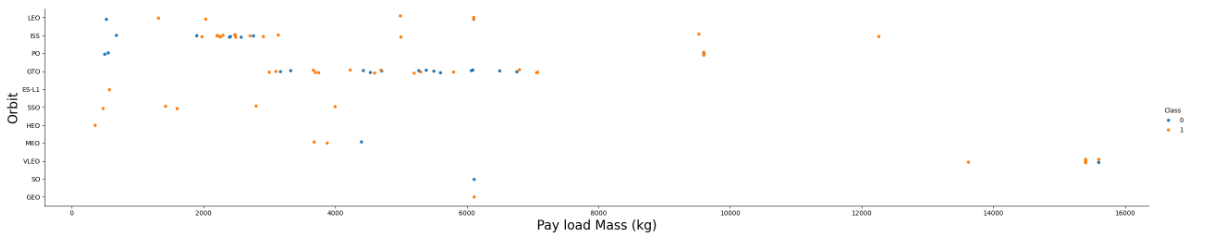 LEO
ISS
PO
GTO
ES-L1
SSO
HEO
MEO
VLEO
SO
GEO
Orbit
0 2000 4000 6000 8000 10000 12000 14000 16000
Pay load Mass (kg)
Class
0
1